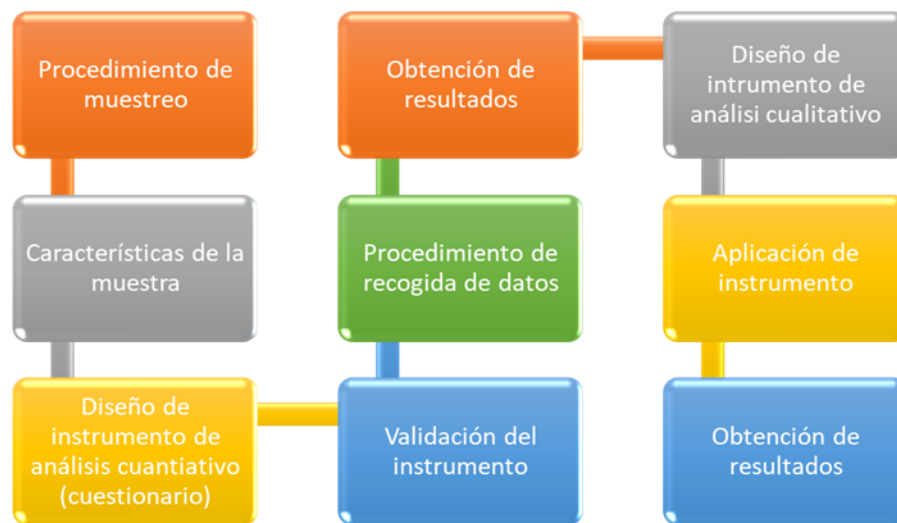 Procedimiento de
muestreo
Características de la
muestra
Diseño de
instrumento de
análisis cuantiativo
(cuestionario)
Validación del
instrumento
Procedimiento de
recogida de datos
Obtención de
resultados
Diseño de
intrumento de
análisi cualitativo
Aplicación de
instrumento
Obtención de
resultados